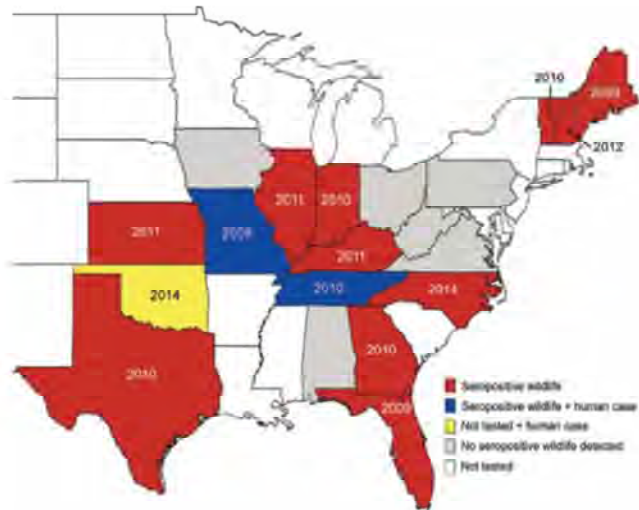 2010
2009
2012
2011
2010
2011
2009
2011
2014
2010
2014
2010
2010
2009
Seropositive wildlife
Seropositive wildlife + human case
Not tested + human case
No seropositive wildlife detected
Not tested